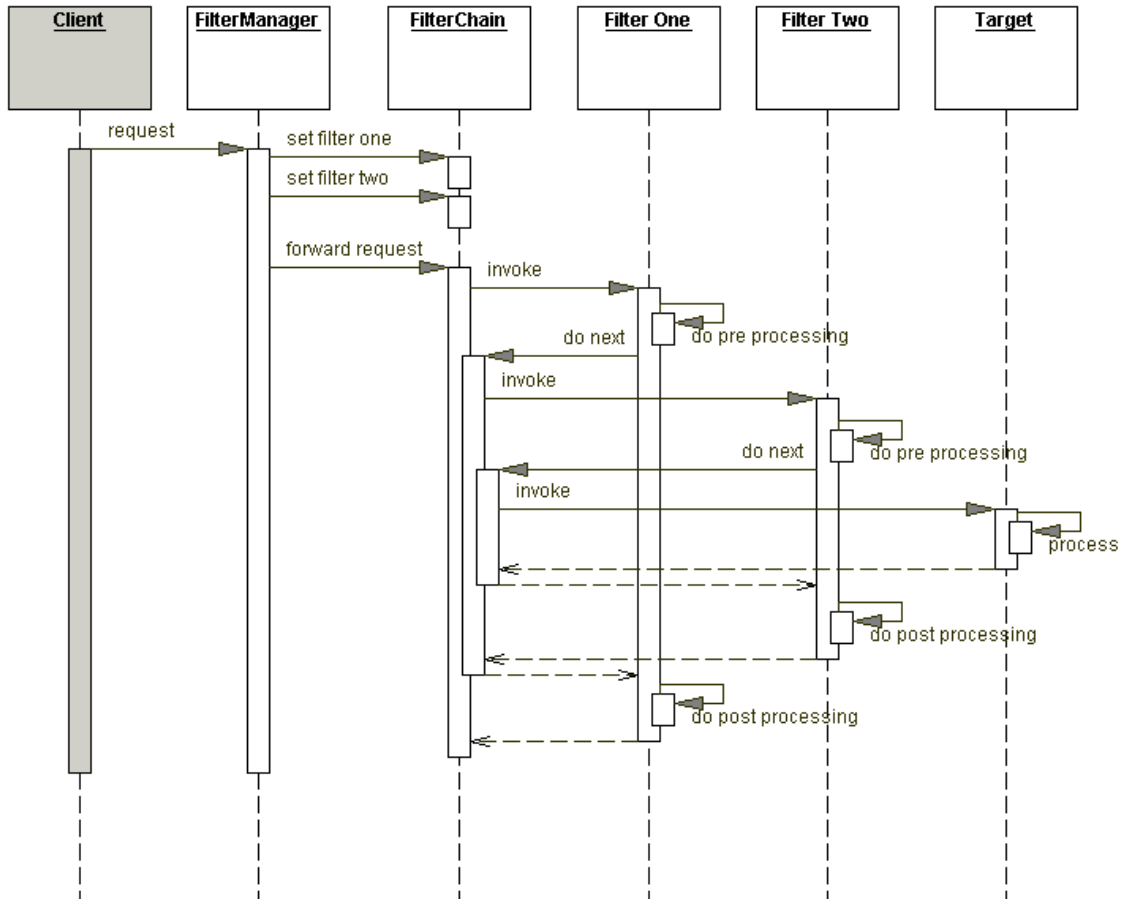 Client
FilterManager
FilterChain
Filter One
Filter Two
Target
request
set filter one
set filter two
forward request
invoke
do pre processing
do next
invoke
do pre processing
do next
invoke
process
do post processing
do post processing